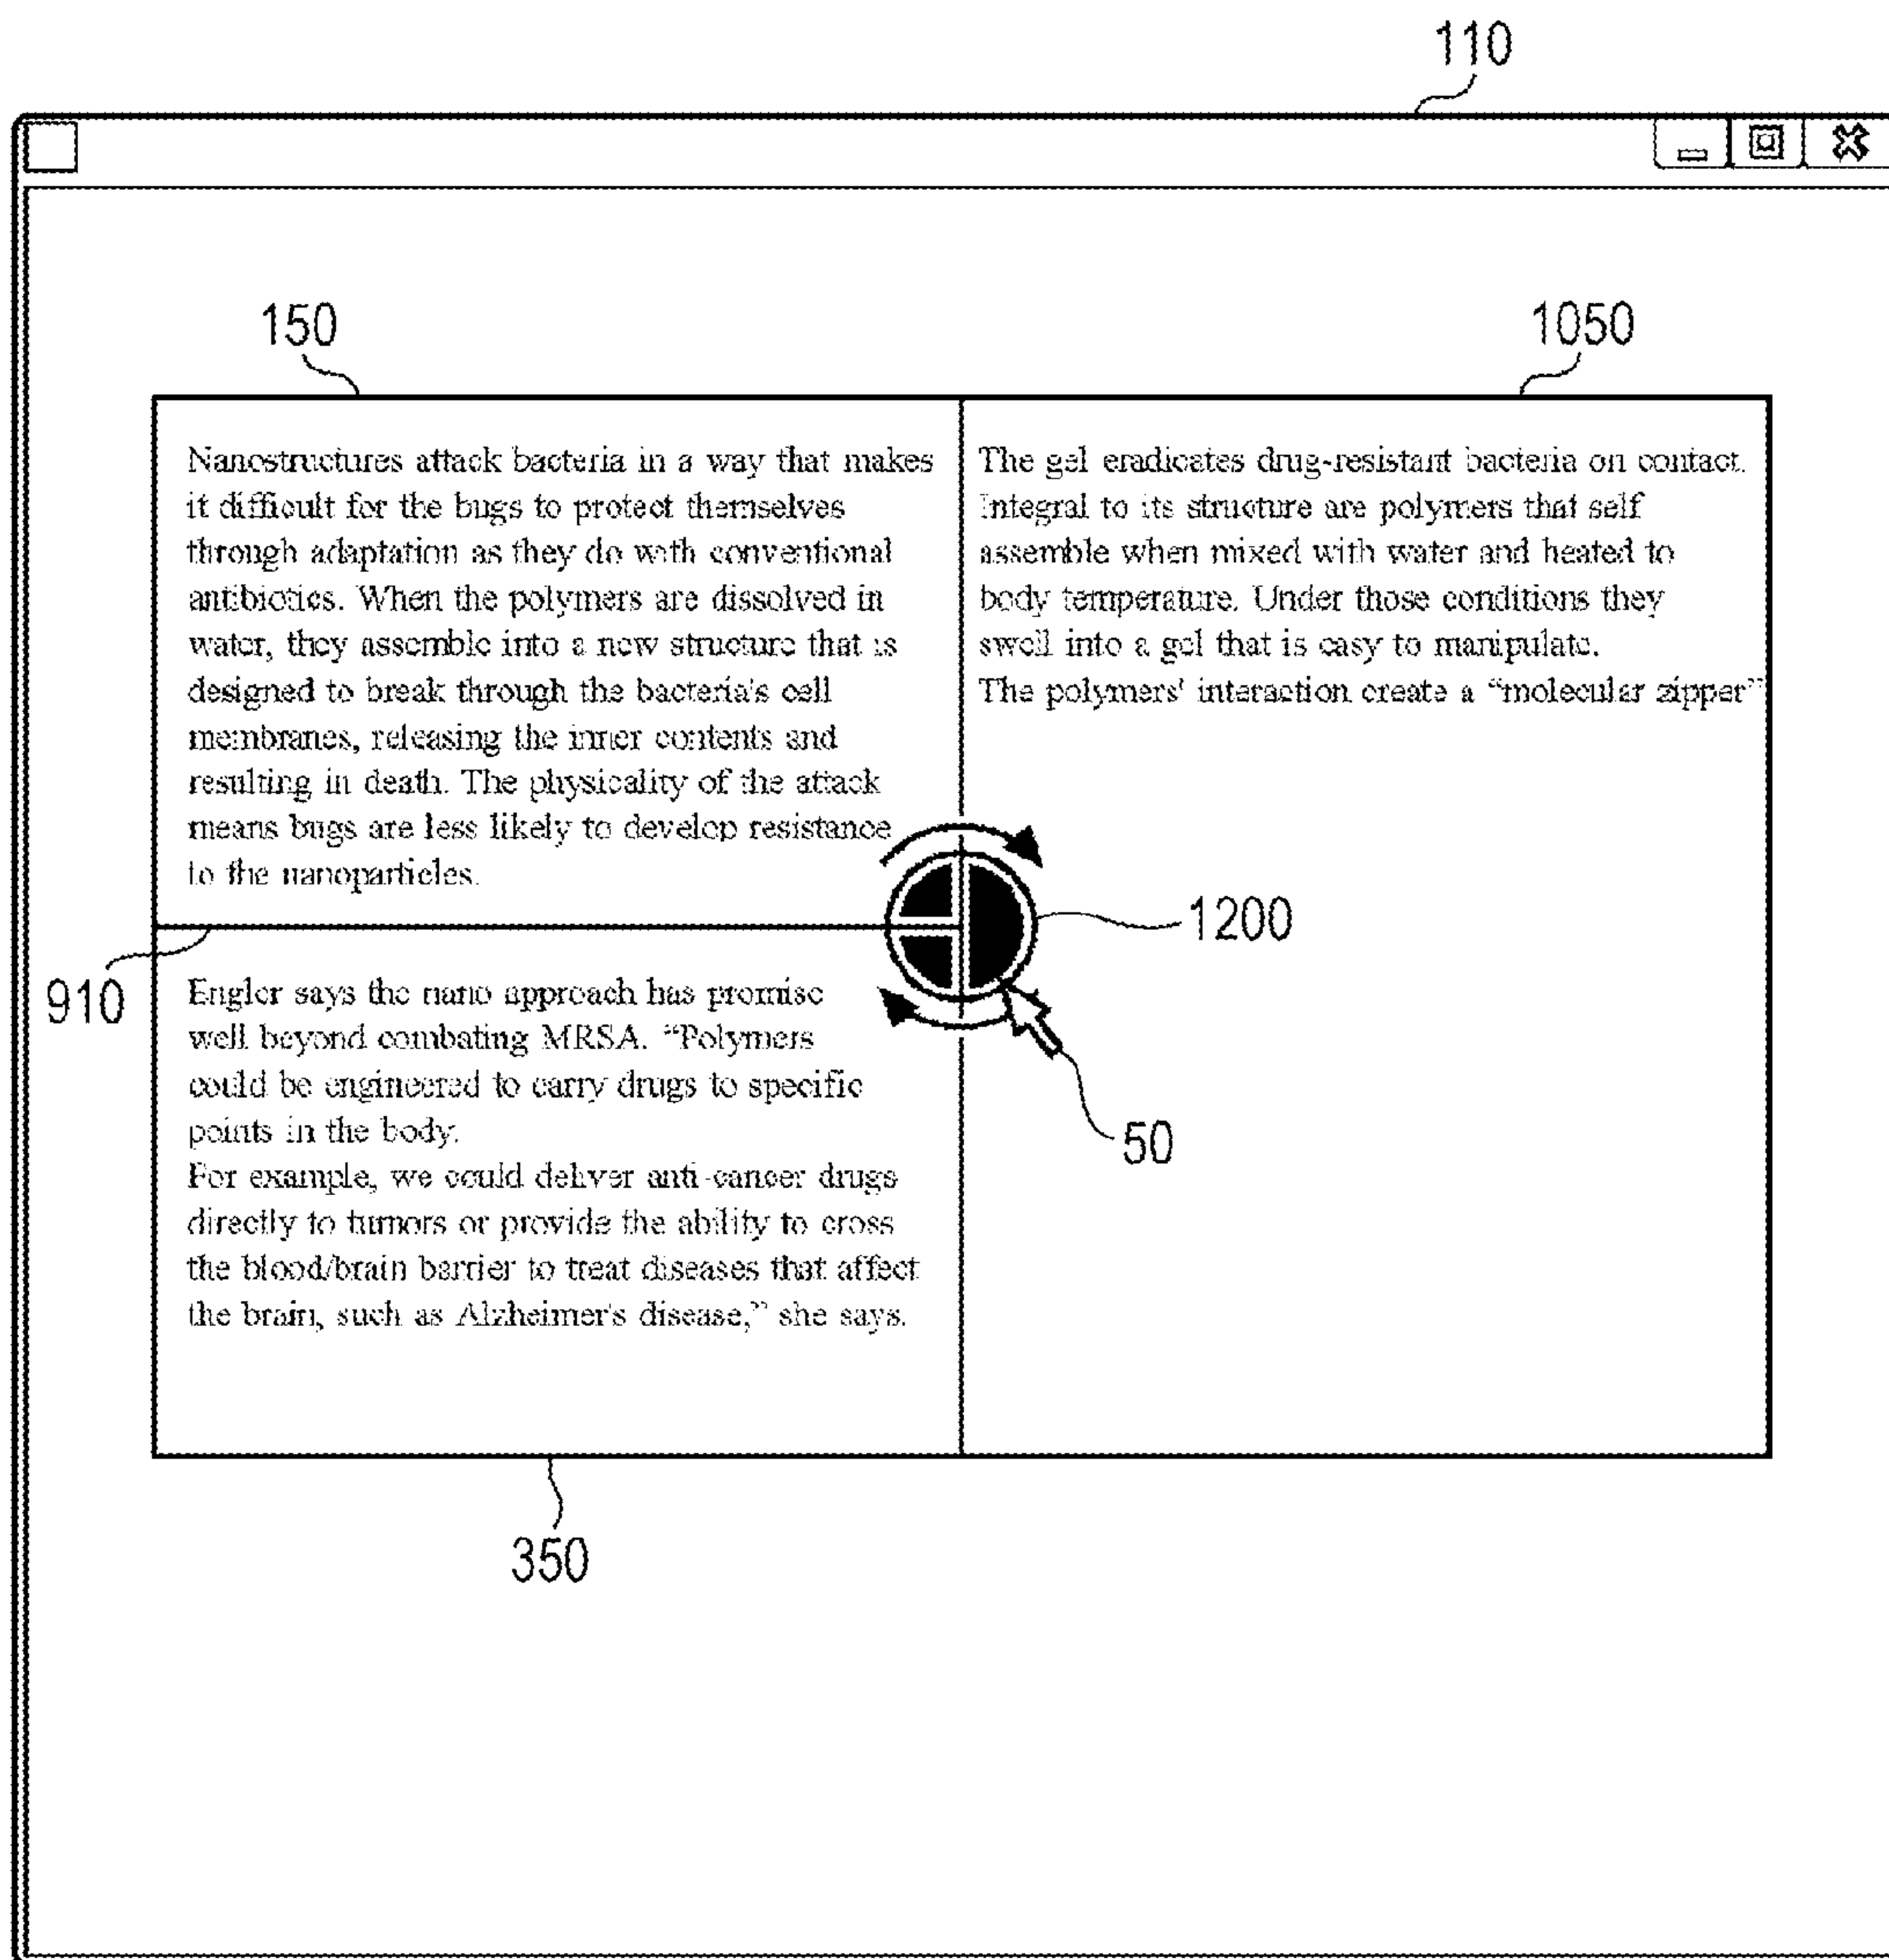 110
150
1050
Nanostructures attack bacteria in a way that makes
it difficult for the bugs to protect themselves
through adaptation as they do with conventional
antibiotics. When the polymers are dissolved in
water, they assemble into a new structure that is
designed to break through the bacteria's cell
membranes, releasing the inner contents and
resulting in death. The physicality of the attack
means bugs are less likely to develop resistance
to the nanoparticles.
The gel eradicates drug-resistant bacteria on contact.
Integral to its structure are polymers that self
assemble when mixed with water and heated to
body temperature. Under those conditions they
swell into a gel that is easy to manipulate.
The polymers' interaction create a “molecular zipper”
1200
910
Engler says the nano approach has promise
well beyond combating MRSA. “Polymers
could be engineered to carry drugs to specific
points in the body.
For example, we could deliver anti-cancer drugs
directly to tumors or provide the ability to cross
the blood/brain barrier to treat diseases that affect
the brain, such as Alzheimer's disease,” she says.
50
350